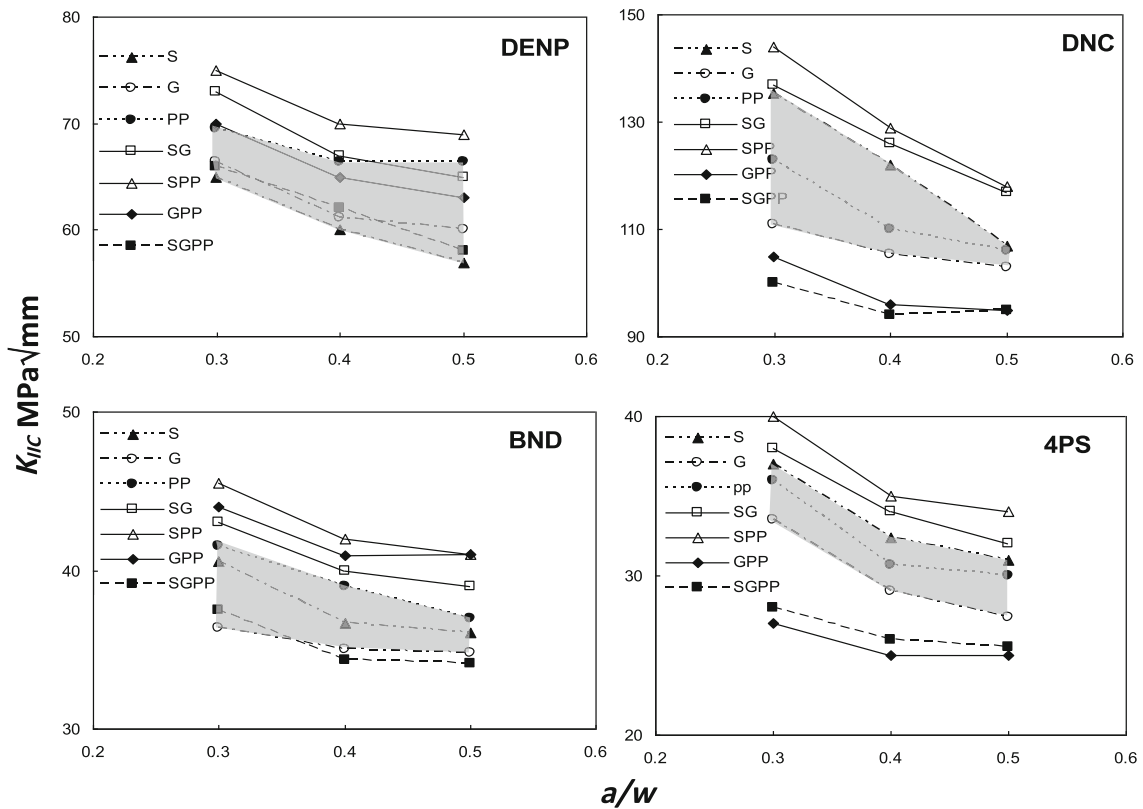 DENP
80
70
60
50
S
G
PP
SG
SPP
GPP
SGPP
0.2
0.3
0.4
0.5
0.6
DNC
150
130
110
90
S
G
PP
SG
SPP
GPP
SGPP
0.2
0.3
0.4
0.5
0.6
K_IIC MPa√mm
BND
50
40
30
S
G
PP
SG
SPP
GPP
SGPP
0.2
0.3
0.4
0.5
0.6
4PS
40
30
20
S
G
pp
SG
SPP
GPP
SGPP
0.2
0.3
0.4
0.5
0.6
a/w